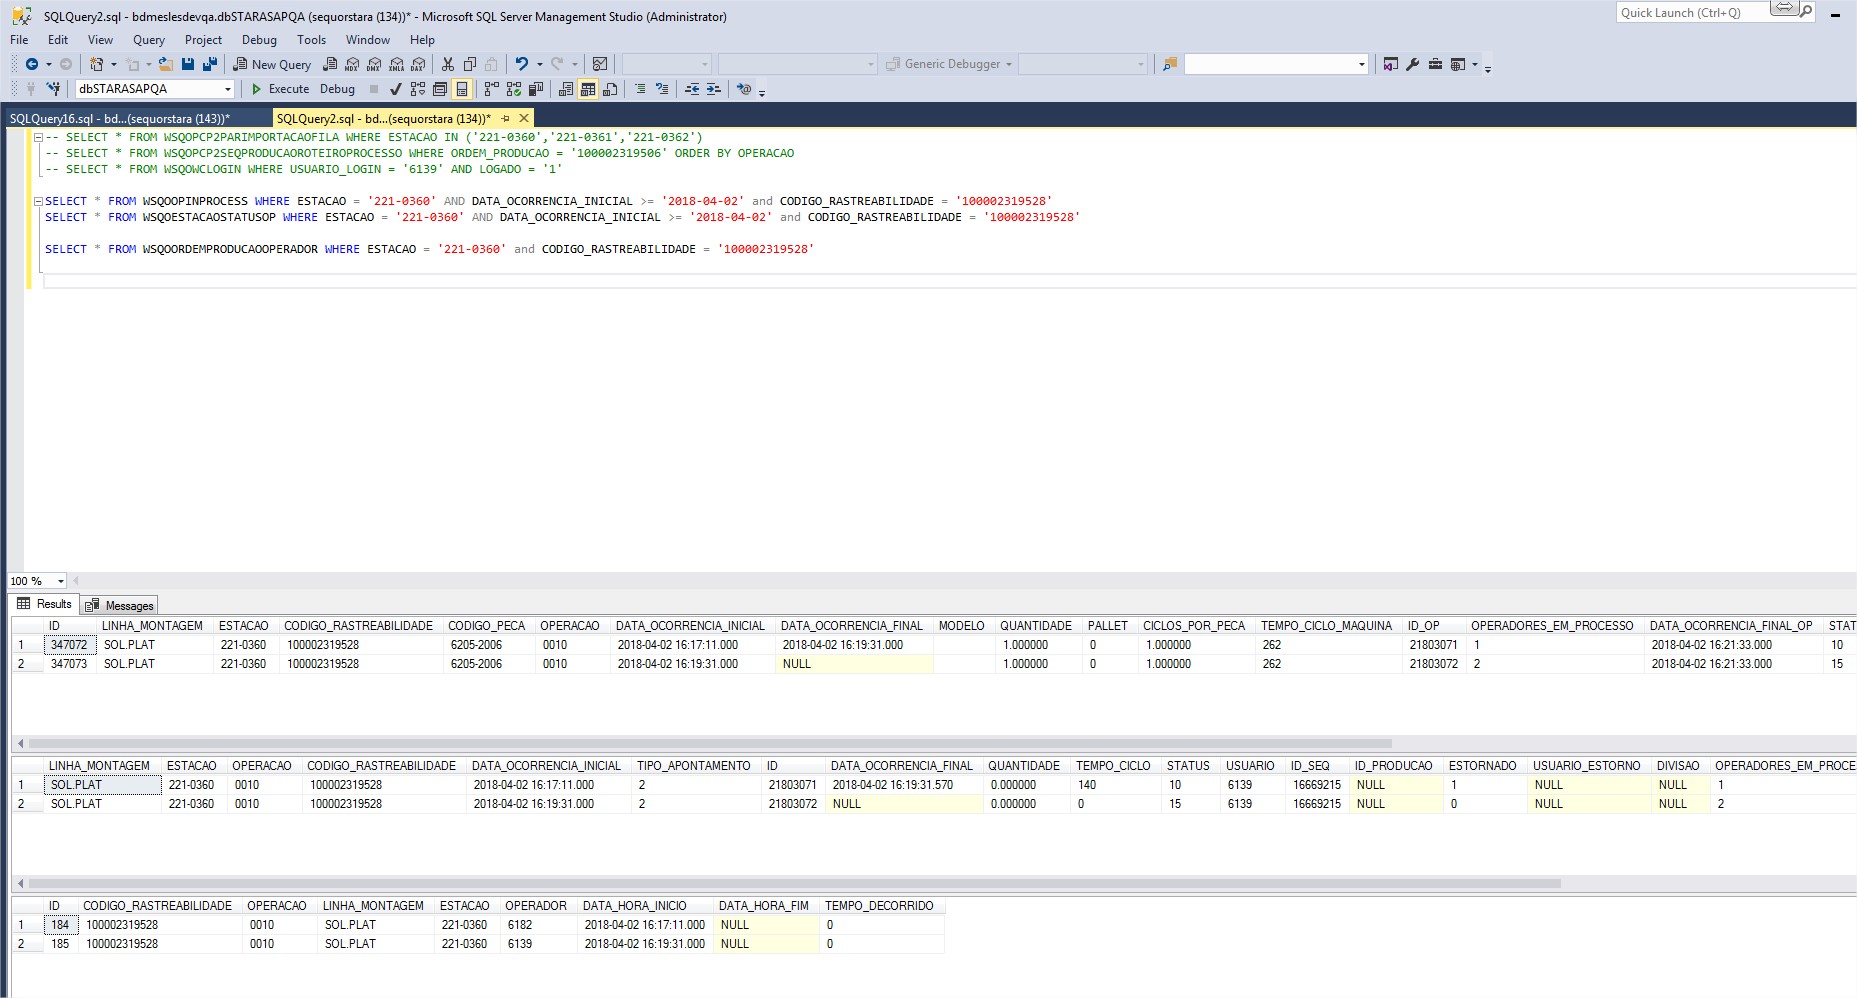 SQLQuery2.sql - bdmeslesdevqa.dbSTARASAPQA (sequorstara (134))* - Microsoft SQL Server Management Studio (Administrator)
Quick Launch (Ctrl+Q)
File Edit View Query Project Debug Tools Window Help
New Query MDX DMX XMLA DAX Generic Debugger
dbSTARASAPQA Execute Debug
SQLQuery16.sql - bd...(sequorstara (143))* SQLQuery2.sql - bd...(sequorstara (134))*
-- SELECT * FROM WSQOPCP2PARIMPORTACAOFILA WHERE ESTACAO IN ('221-0360','221-0361','221-0362')
-- SELECT * FROM WSQOPCP2SEQPRODUCAOROTEIROPROCESSO WHERE ORDEM_PRODUCAO = '100002319506' ORDER BY OPERACAO
-- SELECT * FROM WSQOWCLOGIN WHERE USUARIO_LOGIN = '6139' AND LOGADO = '1'
SELECT * FROM WSQOOPINPROCESS WHERE ESTACAO = '221-0360' AND DATA_OCORRENCIA_INICIAL >= '2018-04-02' and CODIGO_RASTREABILIDADE = '100002319528'
SELECT * FROM WSQOESTACAOSTATUSOP WHERE ESTACAO = '221-0360' AND DATA_OCORRENCIA_INICIAL >= '2018-04-02' and CODIGO_RASTREABILIDADE = '100002319528'
SELECT * FROM WSQOORDEMPRODUCAOOPERADOR WHERE ESTACAO = '221-0360' and CODIGO_RASTREABILIDADE = '100002319528'
100 %
Results Messages
ID LINHA_MONTAGEM ESTACAO CODIGO_RASTREABILIDADE CODIGO_PECA OPERACAO DATA_OCORRENCIA_INICIAL DATA_OCORRENCIA_FINAL MODELO QUANTIDADE PALLET CICLOS_POR_PECA TEMPO_CICLO_MAQUINA ID_OP OPERADORES_EM_PROCESSO DATA_OCORRENCIA_FINAL_OP STAT
1 347072 SOL.PLAT 221-0360 100002319528 6205-2006 0010 2018-04-02 16:17:11.000 2018-04-02 16:19:31.000 1.000000 0 1.000000 262 21803071 1 2018-04-02 16:21:33.000 10
2 347073 SOL.PLAT 221-0360 100002319528 6205-2006 0010 2018-04-02 16:19:31.000 NULL 1.000000 0 1.000000 262 21803072 2 2018-04-02 16:21:33.000 15
LINHA_MONTAGEM ESTACAO OPERACAO CODIGO_RASTREABILIDADE DATA_OCORRENCIA_INICIAL TIPO_APONTAMENTO ID DATA_OCORRENCIA_FINAL QUANTIDADE TEMPO_CICLO STATUS USUARIO ID_SEQ ID_PRODUCAO ESTORNADO USUARIO_ESTORNO DIVISAO OPERADORES_EM_PROCE
1 SOL.PLAT 221-0360 0010 100002319528 2018-04-02 16:17:11.000 2 21803071 2018-04-02 16:19:31.570 0.000000 140 10 6139 16669215 NULL 1 NULL NULL 1
2 SOL.PLAT 221-0360 0010 100002319528 2018-04-02 16:19:31.000 2 21803072 NULL 0.000000 0 15 6139 16669215 NULL 0 NULL NULL 2
ID CODIGO_RASTREABILIDADE OPERACAO LINHA_MONTAGEM ESTACAO OPERADOR DATA_HORA_INICIO DATA_HORA_FIM TEMPO_DECORRIDO
1 184 100002319528 0010 SOL.PLAT 221-0360 6182 2018-04-02 16:17:11.000 NULL 0
2 185 100002319528 0010 SOL.PLAT 221-0360 6139 2018-04-02 16:19:31.000 NULL 0